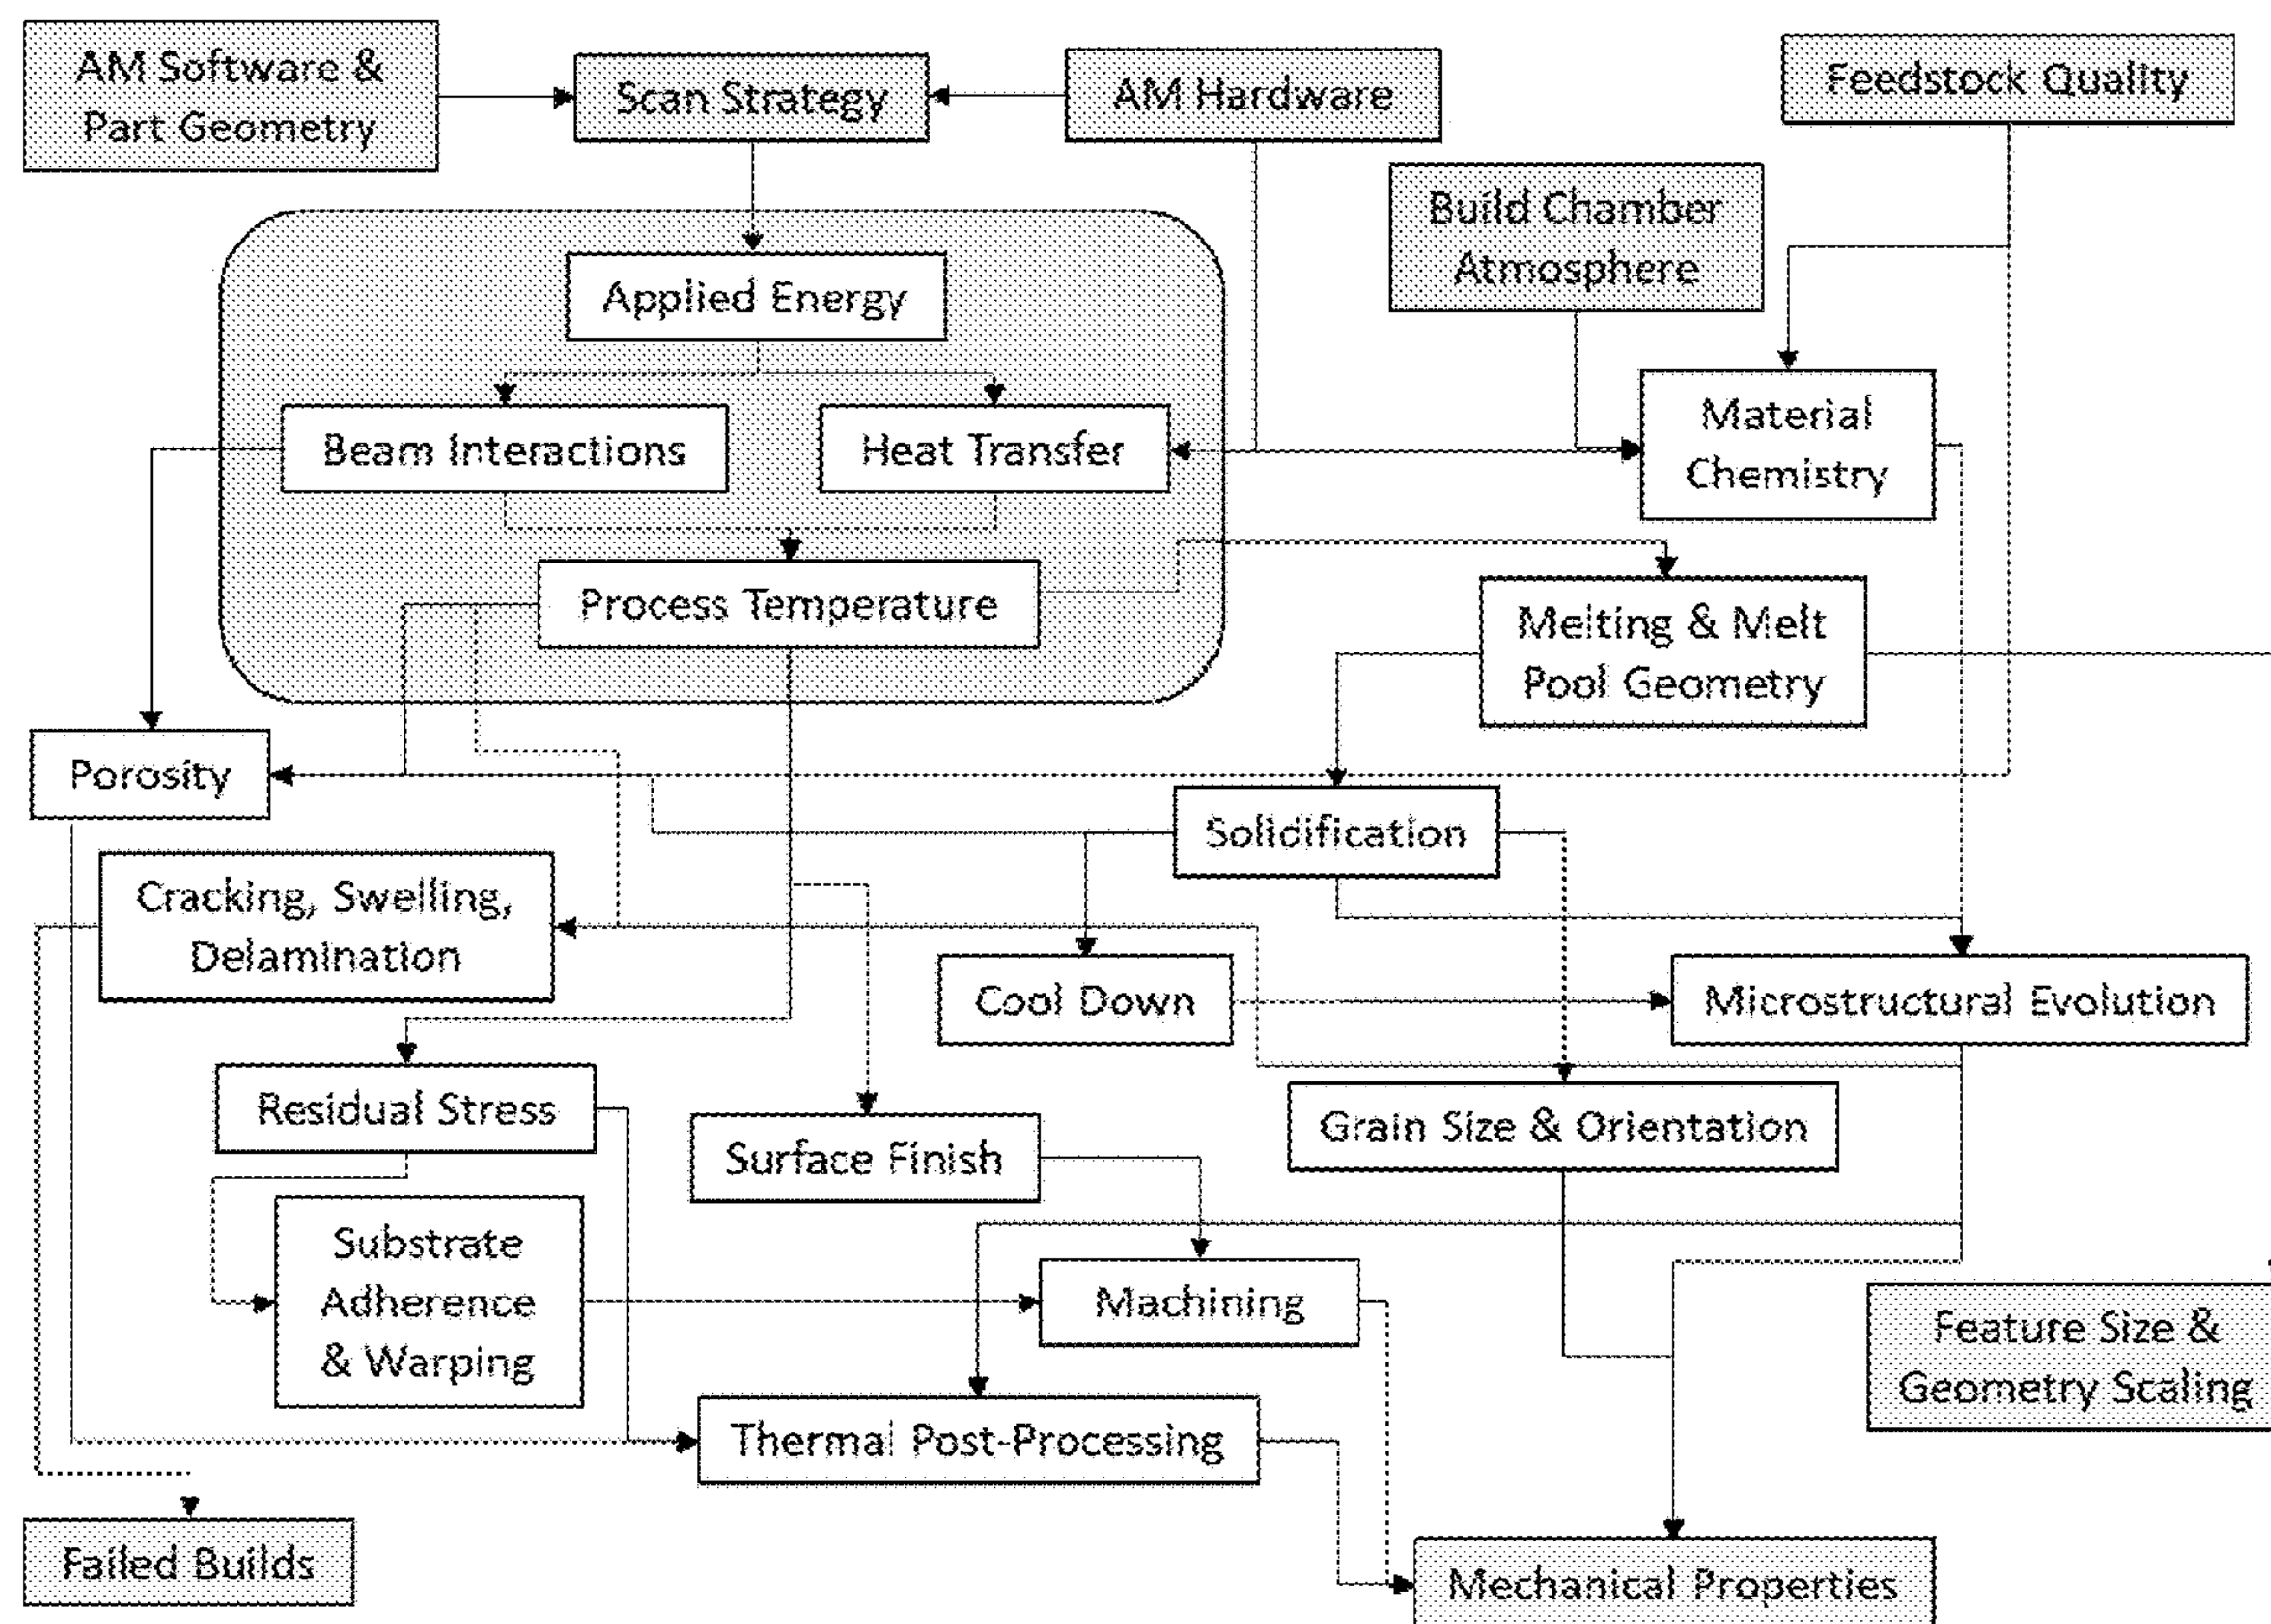 AM Software &
Part Geometry
Scan Strategy
AM Hardware
Feedstock Quality
Build Chamber
Atmosphere
Applied Energy
Beam Interactions
Heat Transfer
Material
Chemistry
Process Temperature
Melting & Melt
Pool Geometry
Porosity
Solidification
Cracking, Swelling,
Delamination
Cool Down
Microstructural Evolution
Residual Stress
Surface Finish
Grain Size & Orientation
Substrate
Adherence
& Warping
Machining
Feature Size &
Geometry Scaling
Thermal Post-Processing
Failed Builds
Mechanical Properties